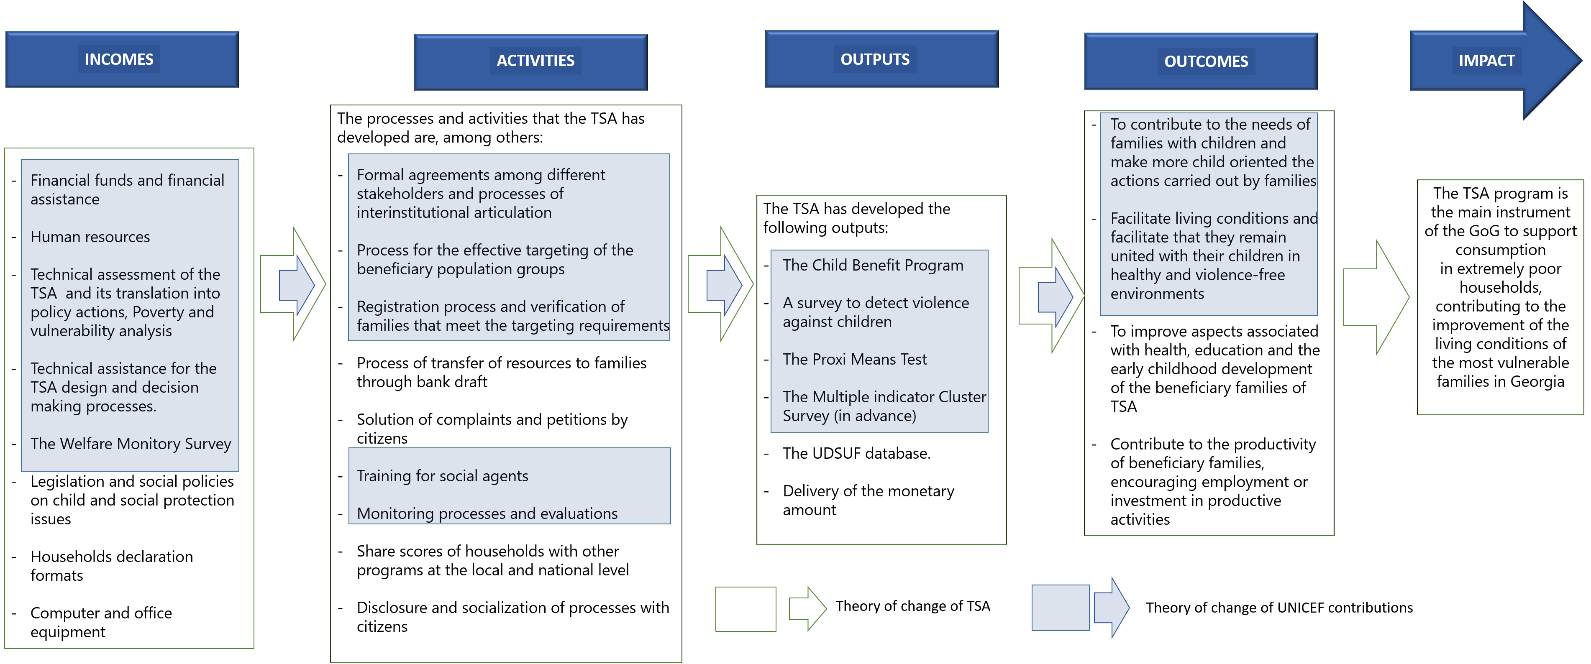 INCOMES
ACTIVITIES
OUTPUTS
OUTCOMES
IMPACT
- Financial funds and financial
assistance
- Human resources
- Technical assessment of the
TSA and its translation into
policy actions, Poverty and
vulnerability analysis
- Technical assistance for the
TSA design and decision
making processes.
- The Welfare Monitory Survey
- Legislation and social policies
on child and social protection
issues
- Households declaration
formats
- Computer and office
equipment
The processes and activities that the TSA has
developed are, among others:
- Formal agreements among different
stakeholders and processes of
interinstitutional articulation
- Process for the effective targeting of the
beneficiary population groups
- Registration process and verification of
families that meet the targeting requirements
- Process of transfer of resources to families
through bank draft
- Solution of complaints and petitions by
citizens
- Training for social agents
- Monitoring processes and evaluations
- Share scores of households with other
programs at the local and national level
- Disclosure and socialization of processes with
citizens
The TSA has developed the
following outputs:
- The Child Benefit Program
- A survey to detect violence
against children
- The Proxi Means Test
- The Multiple indicator Cluster
Survey (in advance)
- The UDSUF database.
- Delivery of the monetary
amount
- To contribute to the needs of
families with children and
make more child oriented the
actions carried out by families
- Facilitate living conditions and
facilitate that they remain
united with their children in
healthy and violence-free
environments
- To improve aspects associated
with health, education and the
early childhood development
of the beneficiary families of
TSA
- Contribute to the productivity
of beneficiary families,
encouraging employment or
investment in productive
activities
The TSA program is
the main instrument
of the GoG to support
consumption
in extremely poor
households,
contributing to the
improvement of the
living conditions of
the most vulnerable
families in Georgia
Theory of change of TSA
Theory of change of UNICEF contributions